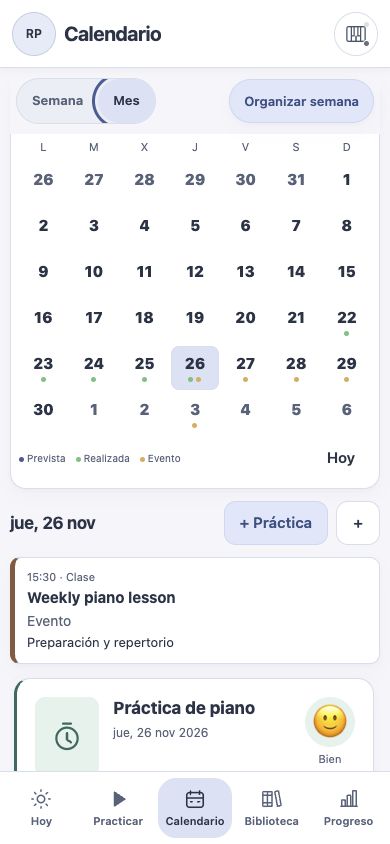 RP Calendario
Semana Mes Organizar semana
L M X J V S D
26 27 28 29 30 31 1
2 3 4 5 6 7 8
9 10 11 12 13 14 15
16 17 18 19 20 21 22
23 24 25 26 27 28 29
30 1 2 3 4 5 6
Prevista Realizada Evento Hoy
jue, 26 nov + Práctica +
15:30 · Clase
Weekly piano lesson
Evento
Preparación y repertorio
Práctica de piano
jue, 26 nov 2026
Bien
Hoy Practicar Calendario Biblioteca Progreso